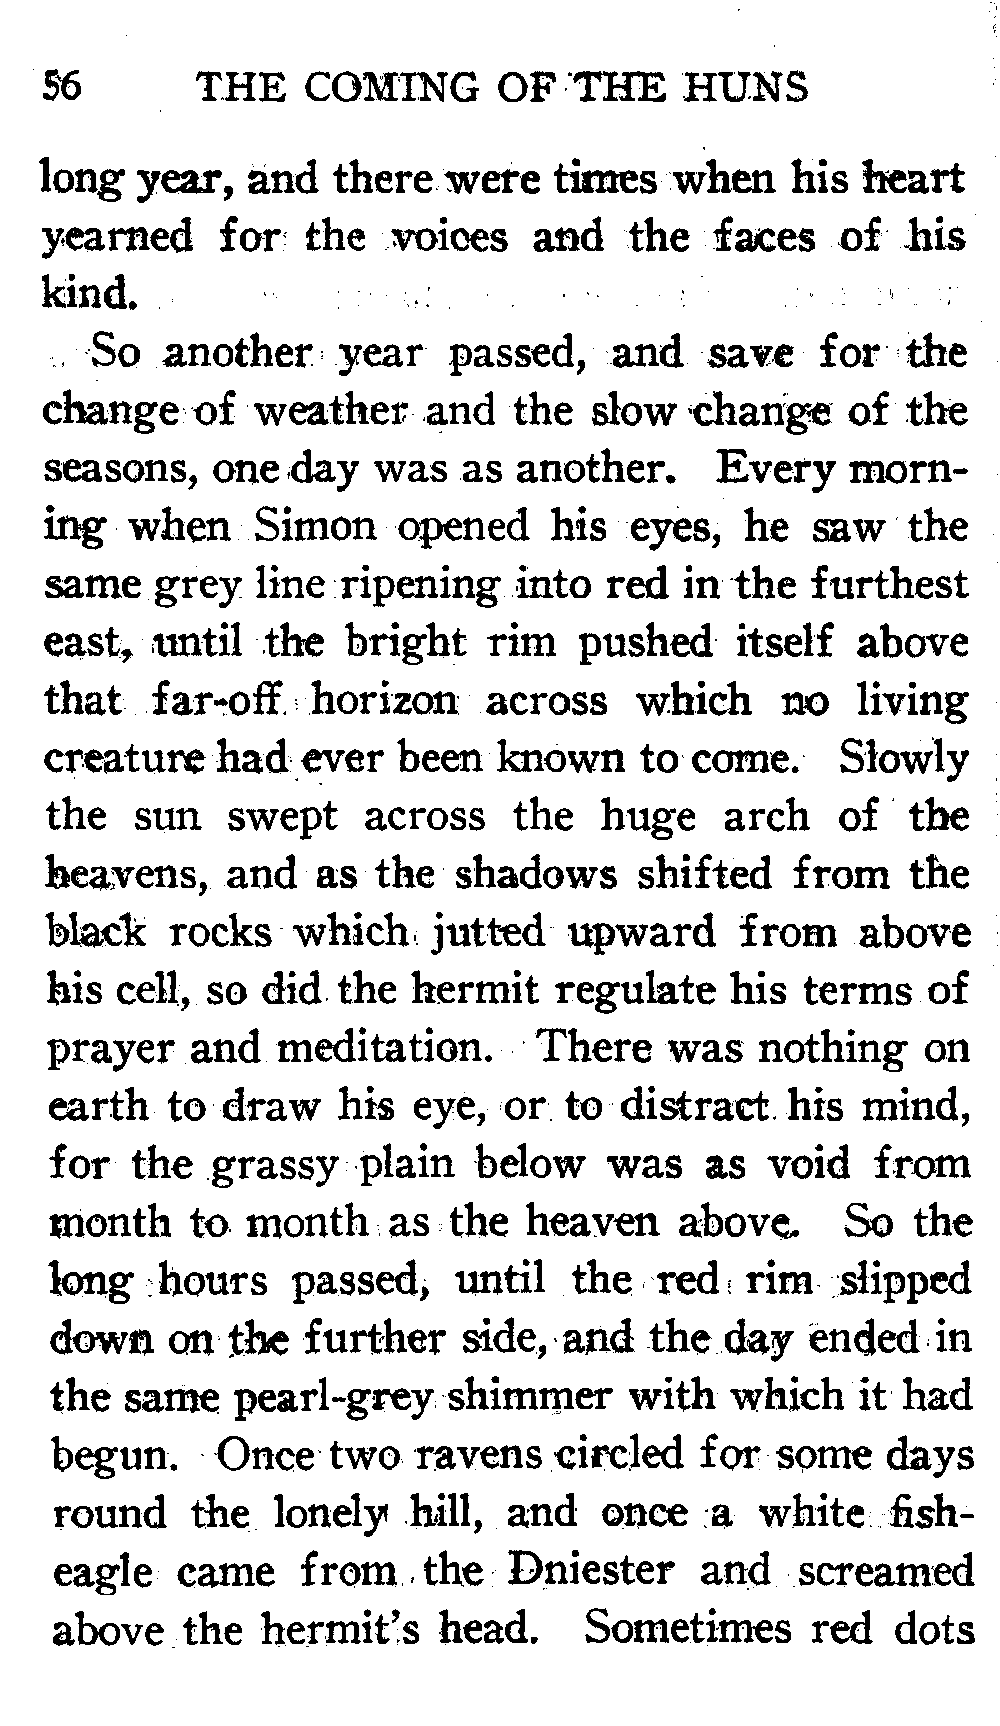 56 THE COMING OF THE HUNS
long year, and there were times when his heart
yearned for the voices and the faces of his
kind.
So another year passed, and save for the
change of weather and the slow change of the
seasons, one day was as another. Every morn-
ing when Simon opened his eyes, he saw the
same grey line ripening into red in the furthest
east, until the bright rim pushed itself above
that far-off horizon across which no living
creature had ever been known to come. Slowly
the sun swept across the huge arch of the
heavens, and as the shadows shifted from the
black rocks which jutted upward from above
his cell, so did the hermit regulate his terms of
prayer and meditation. There was nothing on
earth to draw his eye, or to distract his mind,
for the grassy plain below was as void from
month to month as the heaven above. So the
long hours passed, until the red rim slipped
down on the further side, and the day ended in
the same pearl-grey shimmer with which it had
begun. Once two ravens circled for some days
round the lonely hill, and once a white fish-
eagle came from the Dniester and screamed
above the hermit's head. Sometimes red dots